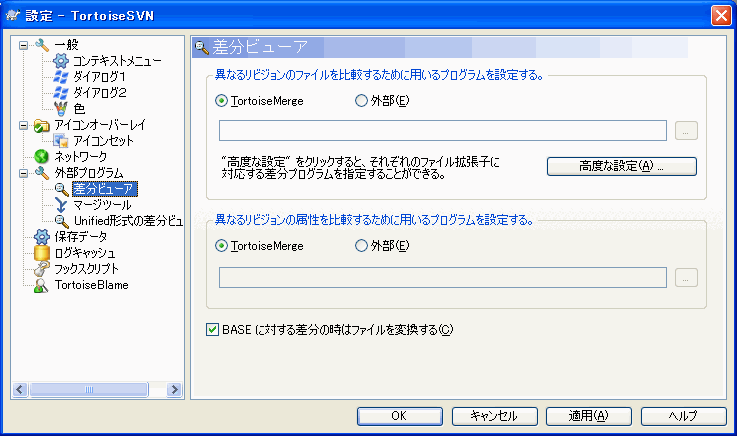 設定 - TortoiseSVN
一般
コンテキストメニュー
ダイアログ1
ダイアログ2
色
アイコンオーバーレイ
アイコンセット
ネットワーク
外部プログラム
差分ビューア
マージツール
Unified形式の差分ビュ
保存データ
ログキャッシュ
フックスクリプト
TortoiseBlame
差分ビューア
異なるリビジョンのファイルを比較するために用いるプログラムを設定する。
TortoiseMerge
外部(E)
...
"高度な設定" をクリックすると、それぞれのファイル拡張子に
対応する差分プログラムを指定することができる。
高度な設定(A) ...
異なるリビジョンの属性を比較するために用いるプログラムを設定する。
TortoiseMerge
外部(E)
...
BASE に対する差分の時はファイルを変換する(C)
OK
キャンセル
適用(A)
ヘルプ